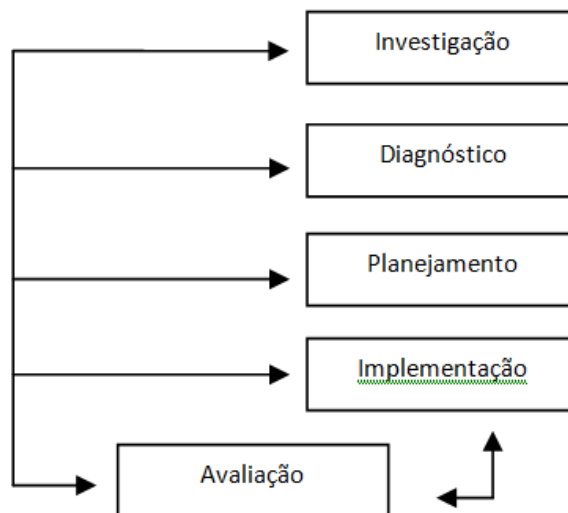 Investigação
Diagnóstico
Planejamento
Implementação
Avaliação